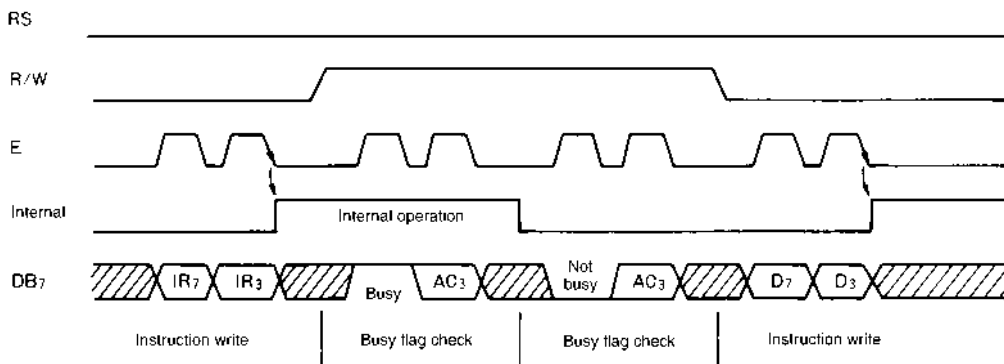 RS
R/W
E
Internal
Internal operation
DB7
IR7
IR3
Busy
AC3
Not
busy
AC3
D7
D3
Instruction write
Busy flag check
Busy flag check
Instruction write